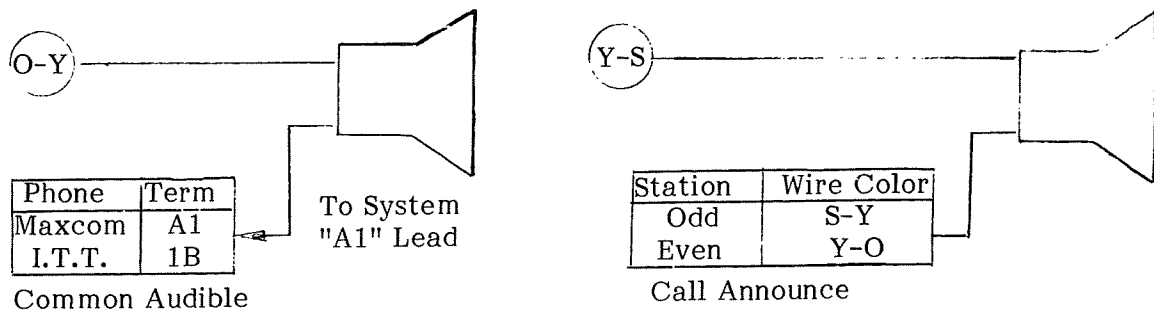 O-Y
Phone Term
Maxcom A1
I.T.T. 1B
To System
"A1" Lead
Common Audible
Y-S
Station Wire Color
Odd S-Y
Even Y-O
Call Announce